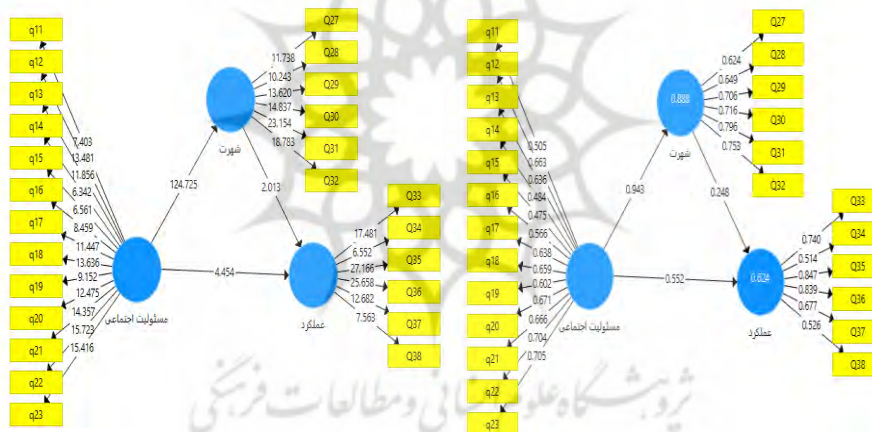 q11
q12
q13
q14
q15
q16
q17
q18
q19
q20
q21
q22
q23
7.403
13.481
11.856
6.342
6.561
8.459
11.447
13.636
9.152
12.475
14.357
15.723
15.416
مسئولیت اجتماعی
124.725
4.454
شهرت
2.013
11.738
10.243
13.620
14.837
23.154
18.783
Q27
Q28
Q29
Q30
Q31
Q32
عملکرد
17.481
6.552
27.166
25.658
12.682
7.563
Q33
Q34
Q35
Q36
Q37
Q38
q11
q12
q13
q14
q15
q16
q17
q18
q19
q20
q21
q22
q23
0.505
0.663
0.636
0.484
0.475
0.566
0.638
0.659
0.602
0.671
0.666
0.704
0.705
مسئولیت اجتماعی
0.943
0.552
0.888
شهرت
0.248
0.624
0.649
0.706
0.716
0.796
0.753
Q27
Q28
Q29
Q30
Q31
Q32
0.624
عملکرد
0.740
0.514
0.847
0.839
0.677
0.526
Q33
Q34
Q35
Q36
Q37
Q38
پژوهشگاه علوم انسانی و مطالعات فرهنگی